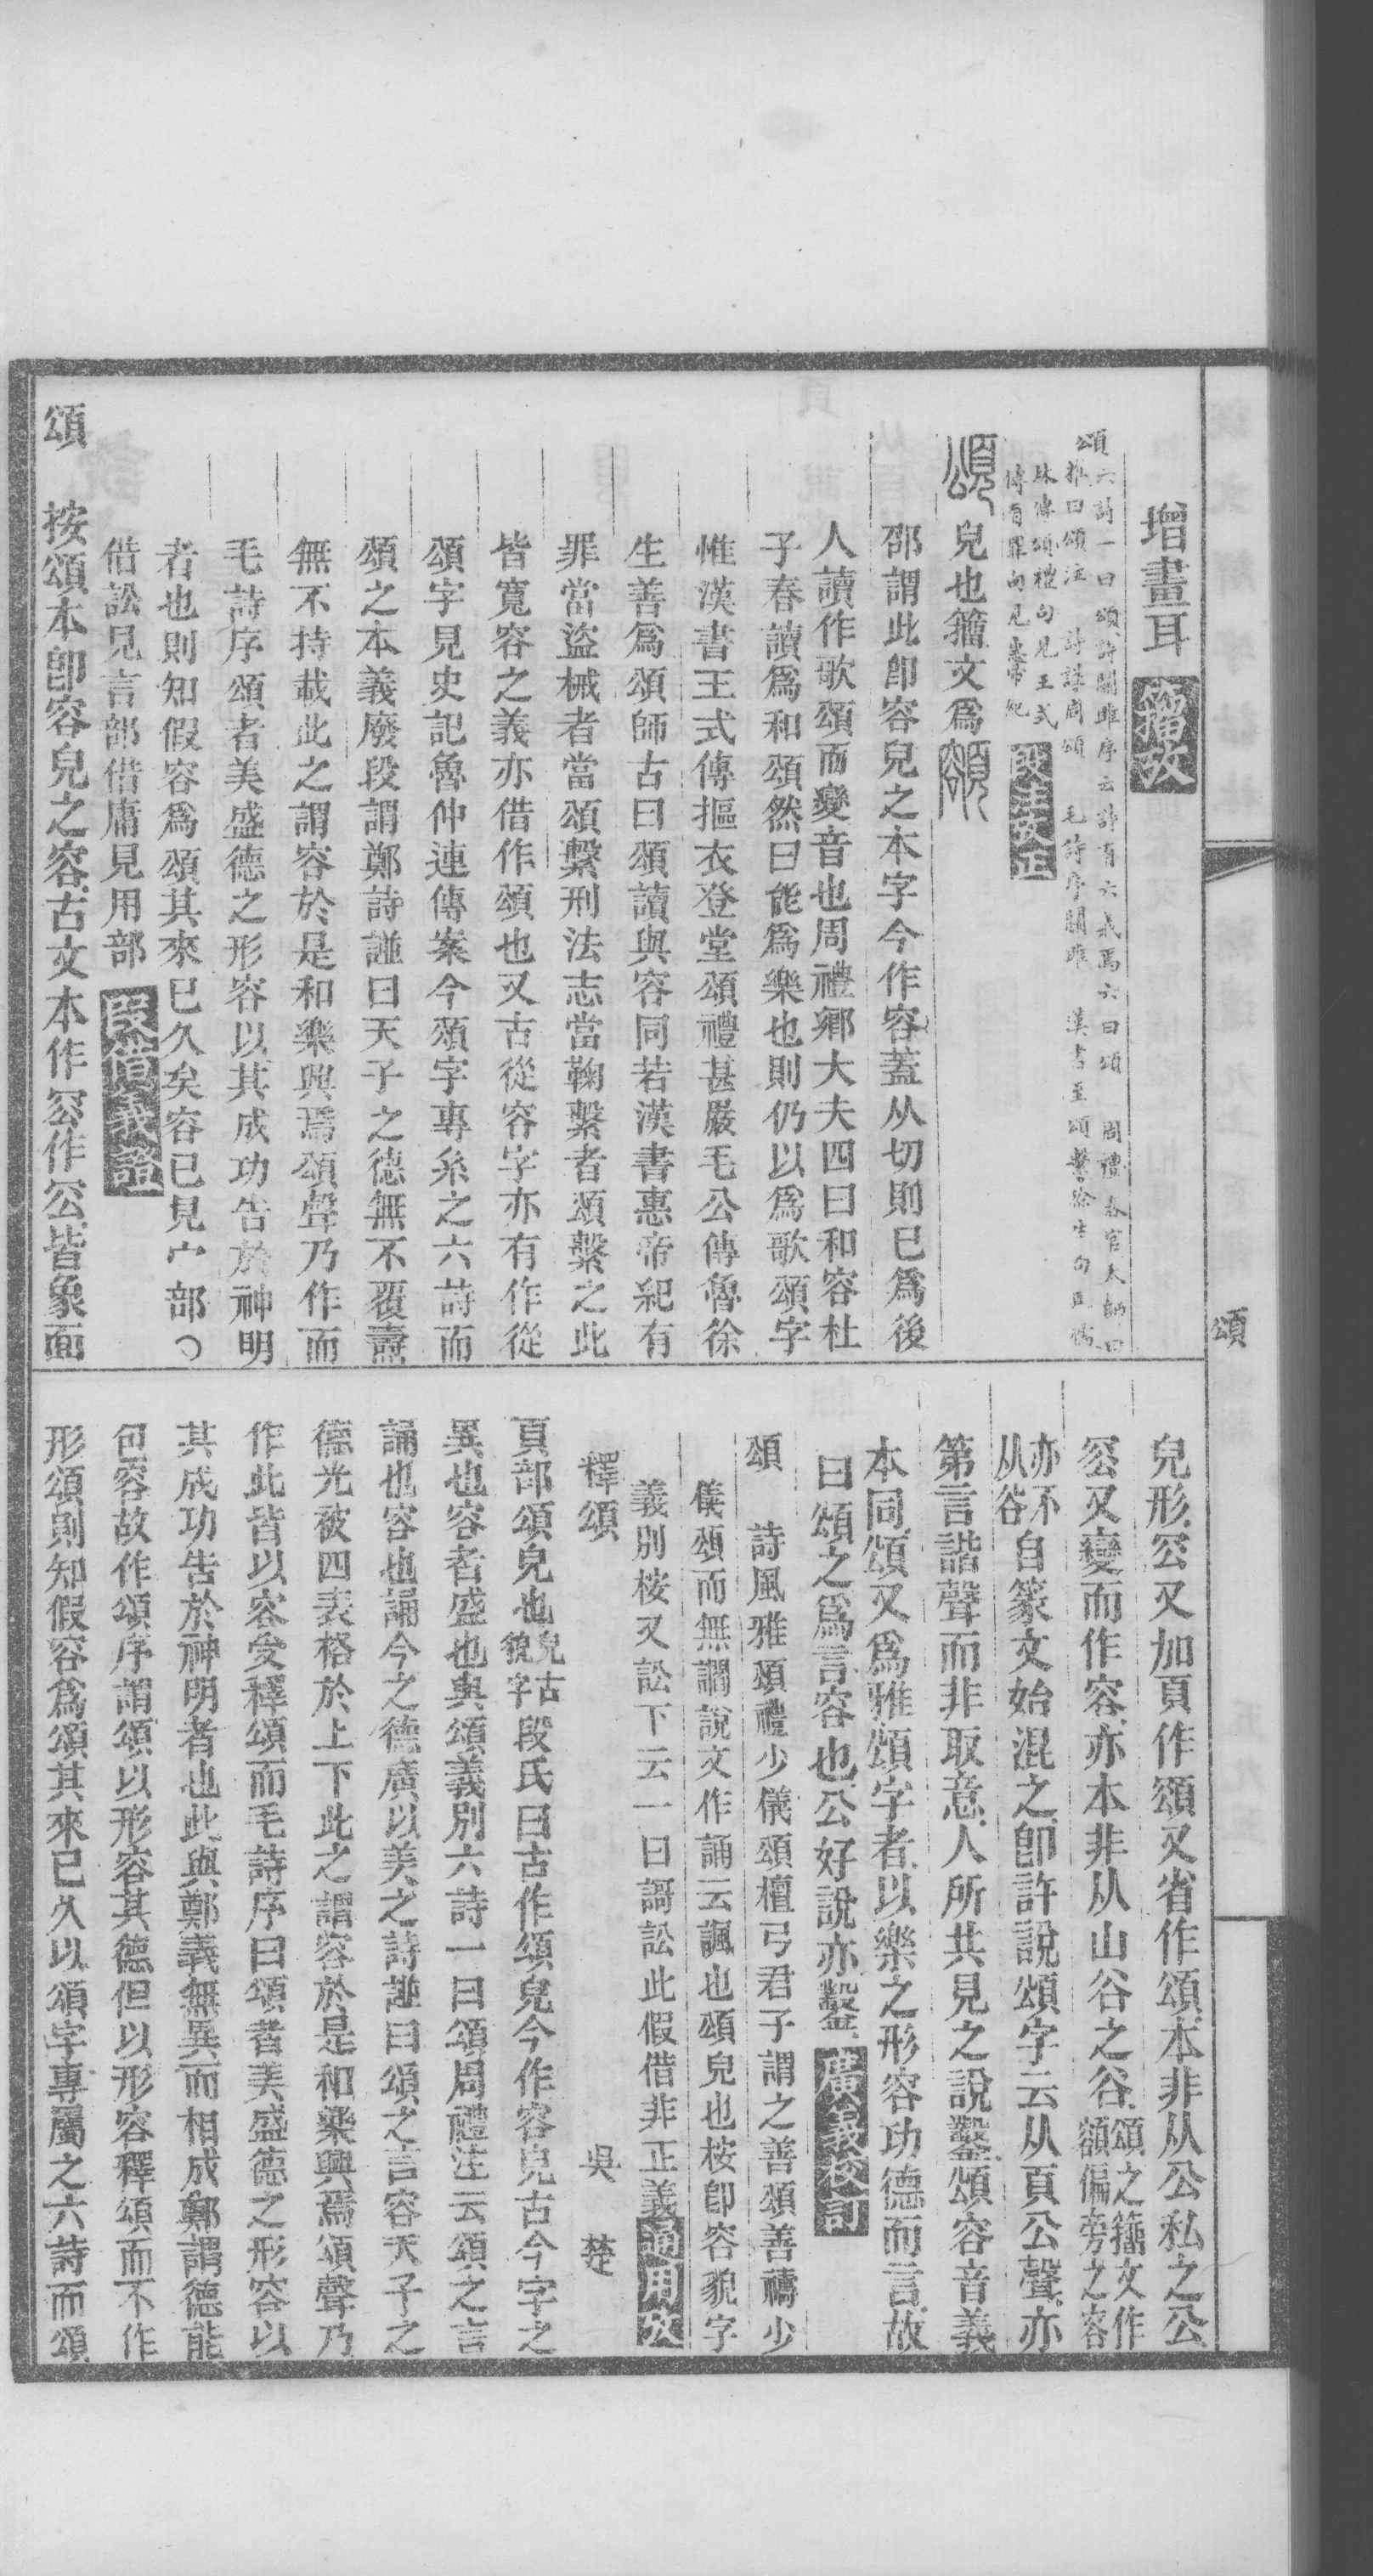 增畫耳
頌六詩一曰頌詩關雎序云詩有六義焉六曰頌 周禮春官大師曰
頌注 詩譜周頌 毛詩序關雎 漢書至頌繫
林傳頌禮句見王式
傳有罪句見惠帝紀 段注攷正
頌 皃也籒文爲
邵謂此卽容皃之本字今作容蓋从切則已爲後
人讀作歌頌而變音也周禮鄉大夫四曰和容杜
子春讀爲和頌然曰能爲樂也則仍以爲歌頌字
惟漢書王式傳摳衣登堂頌禮甚嚴毛公傳魯徐
生善爲頌師古曰頌讀與容同若漢書惠帝紀有
罪當盜械者當頌繫刑法志當鞠繫者頌繫之此
皆寬容之義亦借作頌也又古從容字亦有作從
頌字見史記魯仲連傳案今頌字專系之六詩而
頌之本義廢段謂鄭詩譜曰天子之德無不覆燾
無不持載此之謂容於是和樂興焉頌聲乃作而
毛詩序頌者美盛德之形容以其成功告於神明
者也則知假容爲頌其來已久矣容已見宀部○
借訟見言部借庸見用部
頌 按頌本卽容皃之容古文本作㝐作㝐皆象面
頌
皃形㝐又加頁作頌又省作頌本非从公私之公
㝐又變而作容亦本非从山谷之谷頌之籒文作額偏旁之容
亦不从谷自篆文始混之卽許說頌字云从頁公聲亦
第言諧聲而非取意人所共見之說鑿頌容音義
本同頌又爲雅頌字者以樂之形容功德而言故
曰頌之爲言容也公好說亦鑿 廣義校訂
頌 詩風雅頌禮少儀頌檀弓君子謂之善頌善禱少
儀頌而無讇說文作誦云諷也頌皃也桉卽容貌字
義別桉又訟下云一曰謌訟此假借非正義 通用攷
釋頌 吳楚
頁部頌皃也皃古貌字段氏曰古作頌皃今作容皃古今字之
異也容者盛也與頌義別六詩一曰頌周禮注云頌之言
誦也容也誦今之德廣以美之詩譜曰頌之言容天子之
德光被四表格於上下此之謂容於是和樂興焉頌聲乃
作此皆以容受釋頌而毛詩序曰頌者美盛德之形容以
其成功告於神明者也此與鄭義無異而相成鄭謂德能
包容故作頌序謂頌以形容其德但以形容釋頌而不作
形頌則知假容爲頌其來已久以頌字專屬之六詩而頌